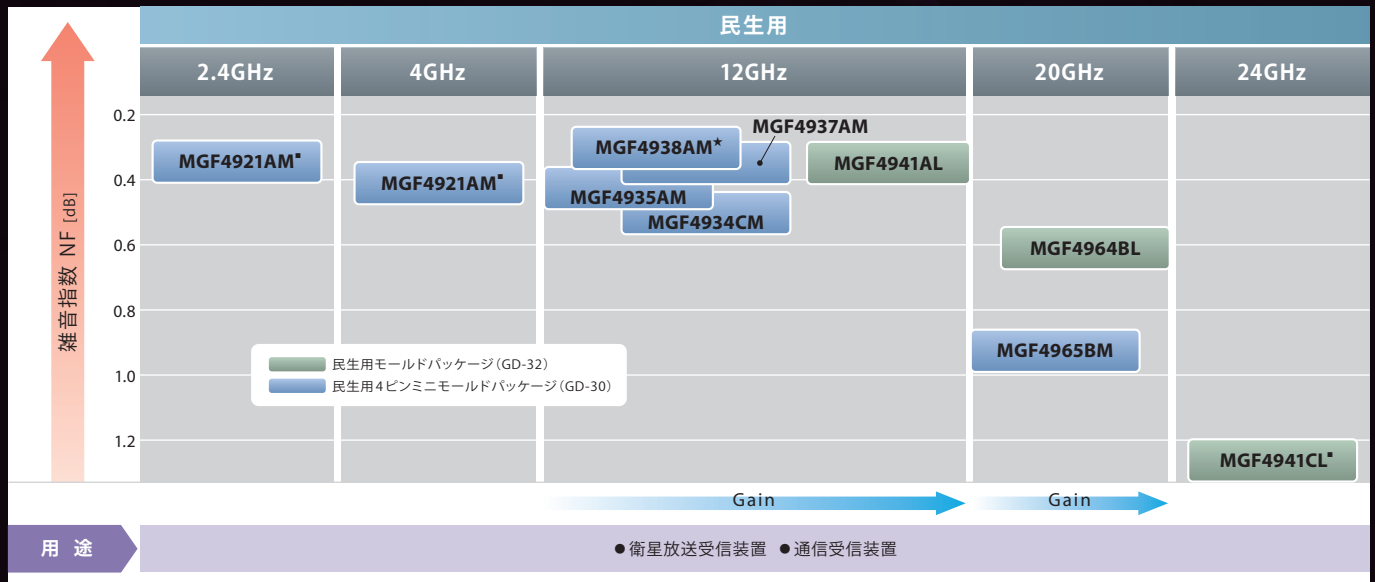 民生用
2.4GHz
4GHz
12GHz
20GHz
24GHz
雑音指数 NF [dB]
0.2
0.4
0.6
0.8
1.0
1.2
MGF4921AM▪
MGF4921AM▪
MGF4938AM★
MGF4937AM
MGF4941AL
MGF4935AM
MGF4934CM
MGF4964BL
MGF4965BM
MGF4941CL▪
民生用モールドパッケージ(GD-32)
民生用4ピンミニモールドパッケージ(GD-30)
Gain
Gain
用途
●衛星放送受信装置 ●通信受信装置